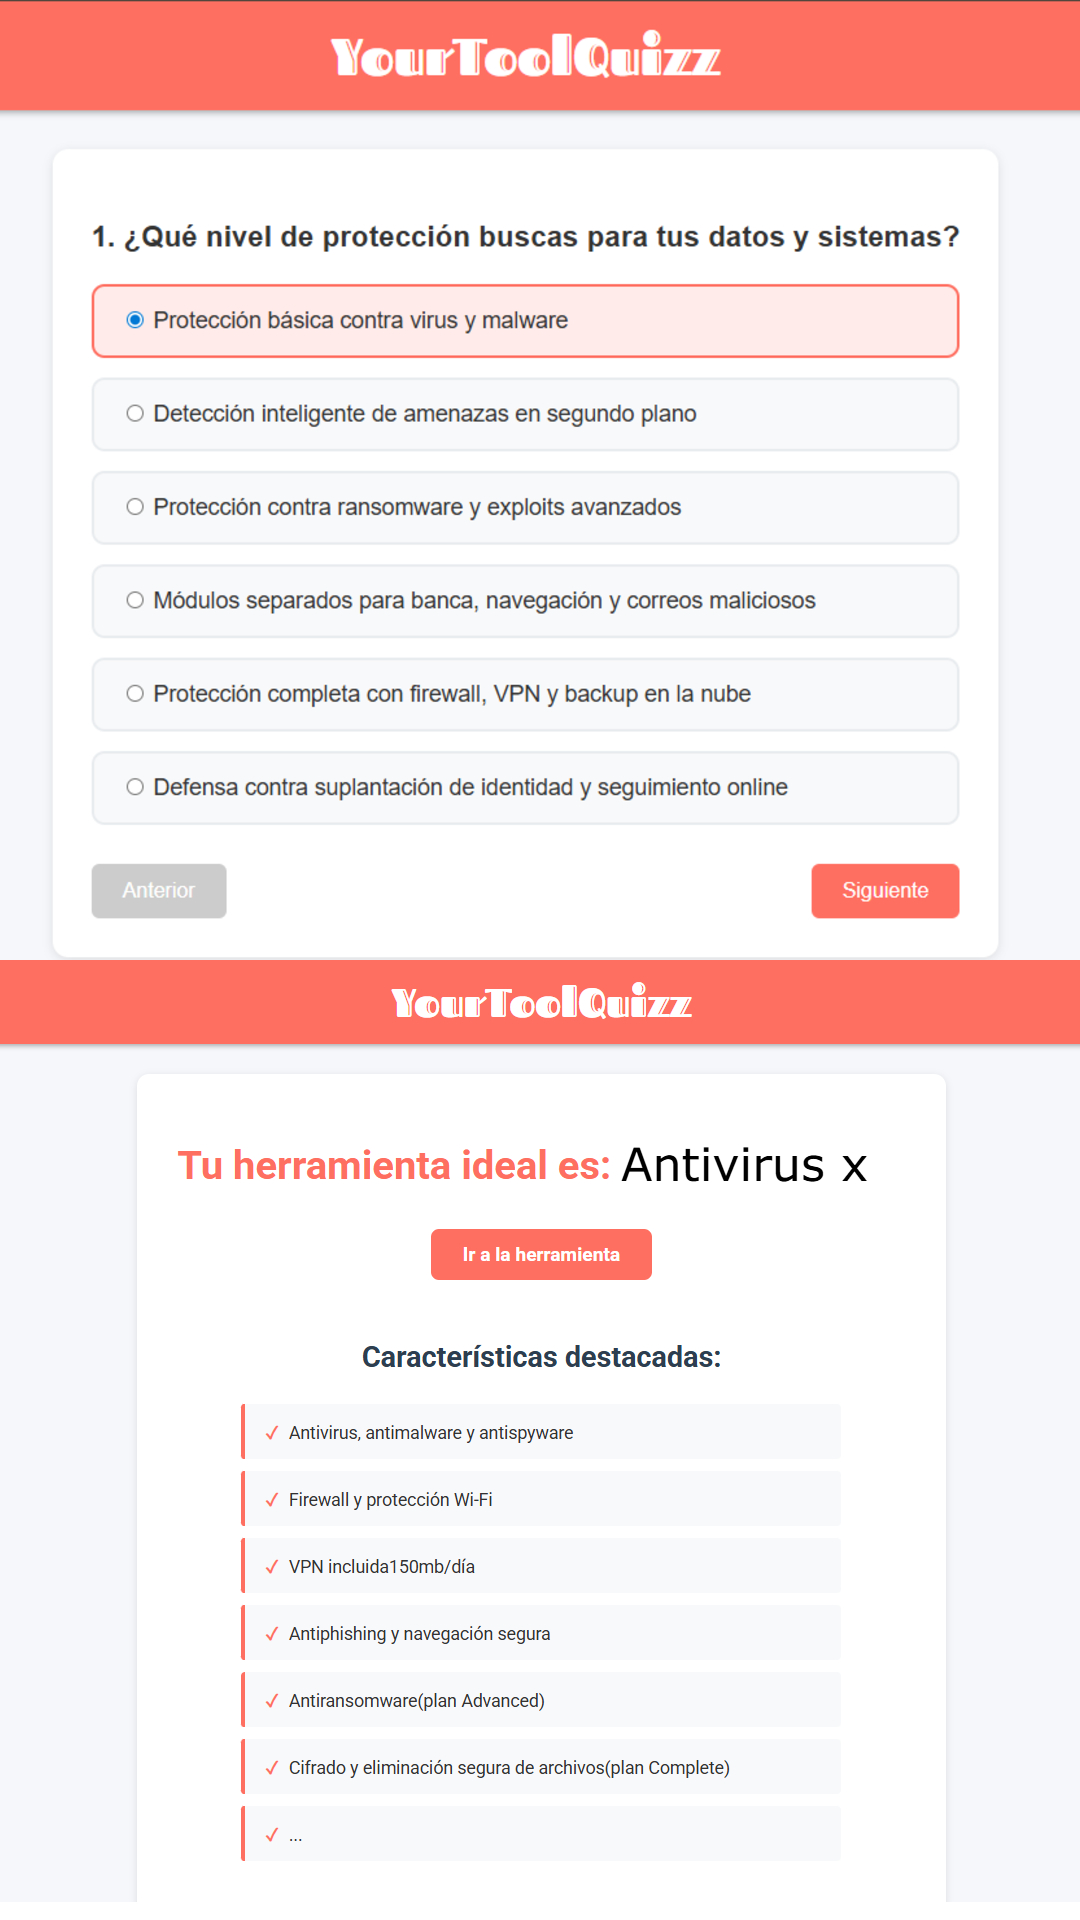 YourToolQuizz
1. ¿Qué nivel de protección buscas para tus datos y sistemas?
Protección básica contra virus y malware
Detección inteligente de amenazas en segundo plano
Protección contra ransomware y exploits avanzados
Módulos separados para banca, navegación y correos maliciosos
Protección completa con firewall, VPN y backup en la nube
Defensa contra suplantación de identidad y seguimiento online
Anterior
Siguiente
YourToolQuizz
Tu herramienta ideal es: Antivirus x
Ir a la herramienta
Características destacadas:
✓ Antivirus, antimalware y antispyware
✓ Firewall y protección Wi-Fi
✓ VPN incluida150mb/día
✓ Antiphishing y navegación segura
✓ Antiransomware(plan Advanced)
✓ Cifrado y eliminación segura de archivos(plan Complete)
✓ ...